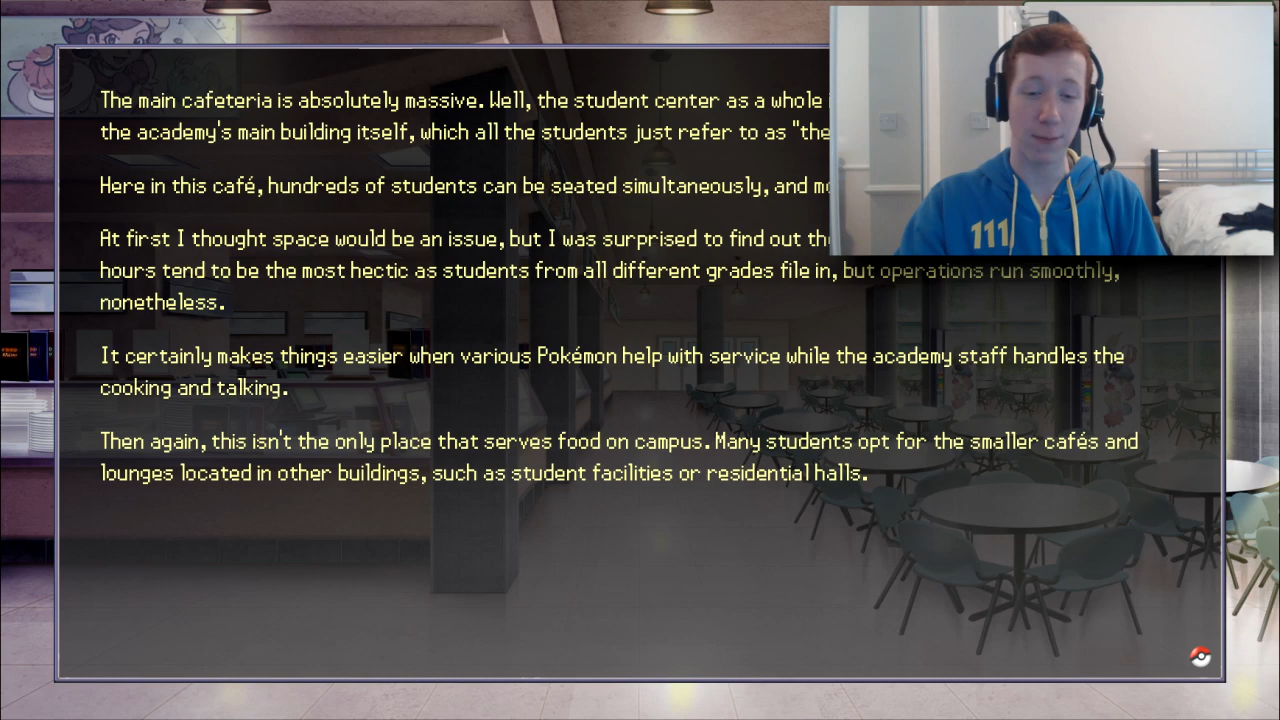 The main cafeteria is absolutely massive. Well, the student center as a whole
the academy's main building itself, which all the students just refer to as "the
Here in this café, hundreds of students can be seated simultaneously, and
At first I thought space would be an issue, but I was surprised to find out
hours tend to be the most hectic as students from all different grades file in, but operations run smoothly,
nonetheless.
It certainly makes things easier when various Pokémon help with service while the academy staff handles the
cooking and talking.
Then again, this isn't the only place that serves food on campus. Many students opt for the smaller cafés and
lounges located in other buildings, such as student facilities or residential halls.
111